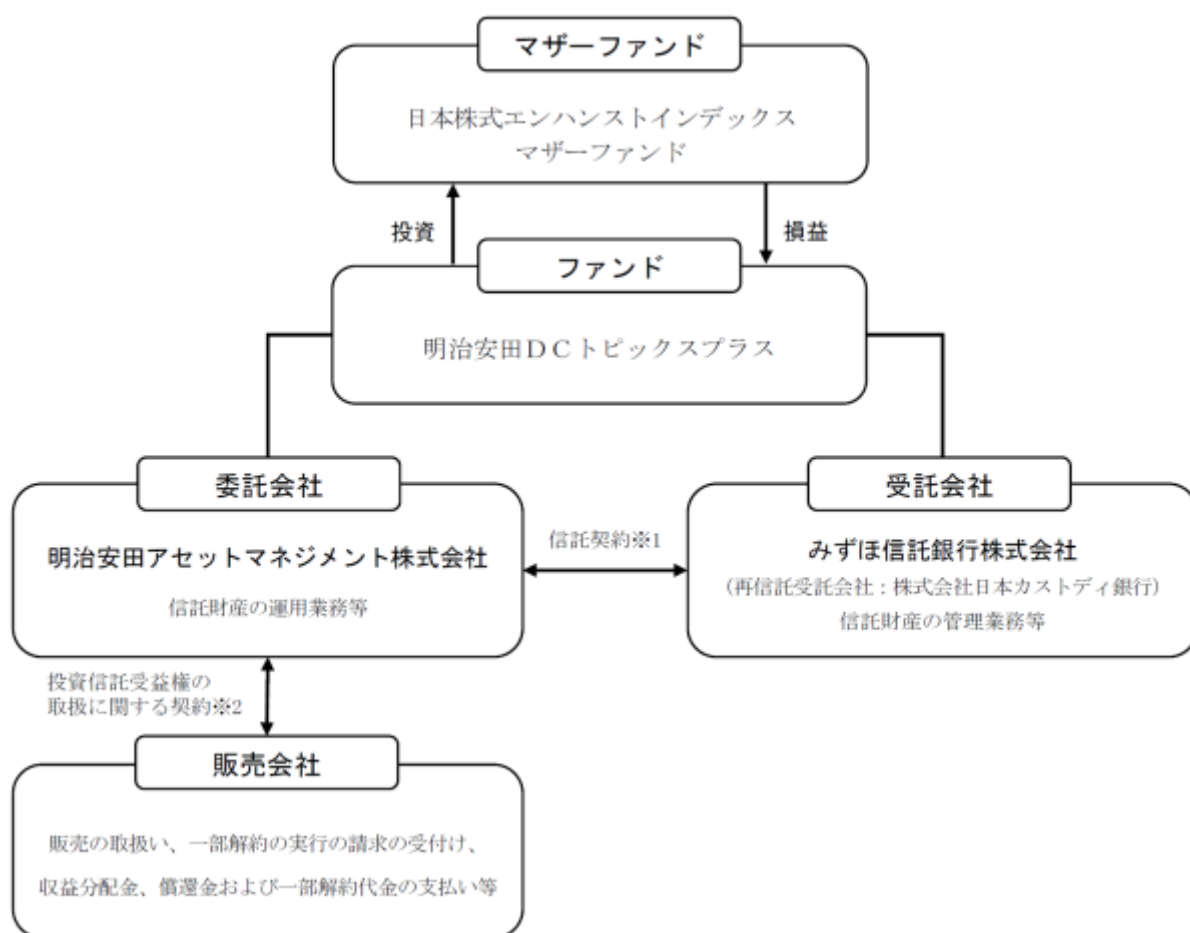 マザーファンド
日本株式エンハンストインデックス
マザーファンド
投資
損益
ファンド
明治安田DCトピックスプラス
委託会社
明治安田アセットマネジメント株式会社
信託財産の運用業務等
信託契約※1
受託会社
みずほ信託銀行株式会社
(再信託受託会社:株式会社日本カストディ銀行)
信託財産の管理業務等
投資信託受益権の
取扱に関する契約※2
販売会社
販売の取扱い、一部解約の実行の請求の受付け、
収益分配金、償還金および一部解約代金の支払い等